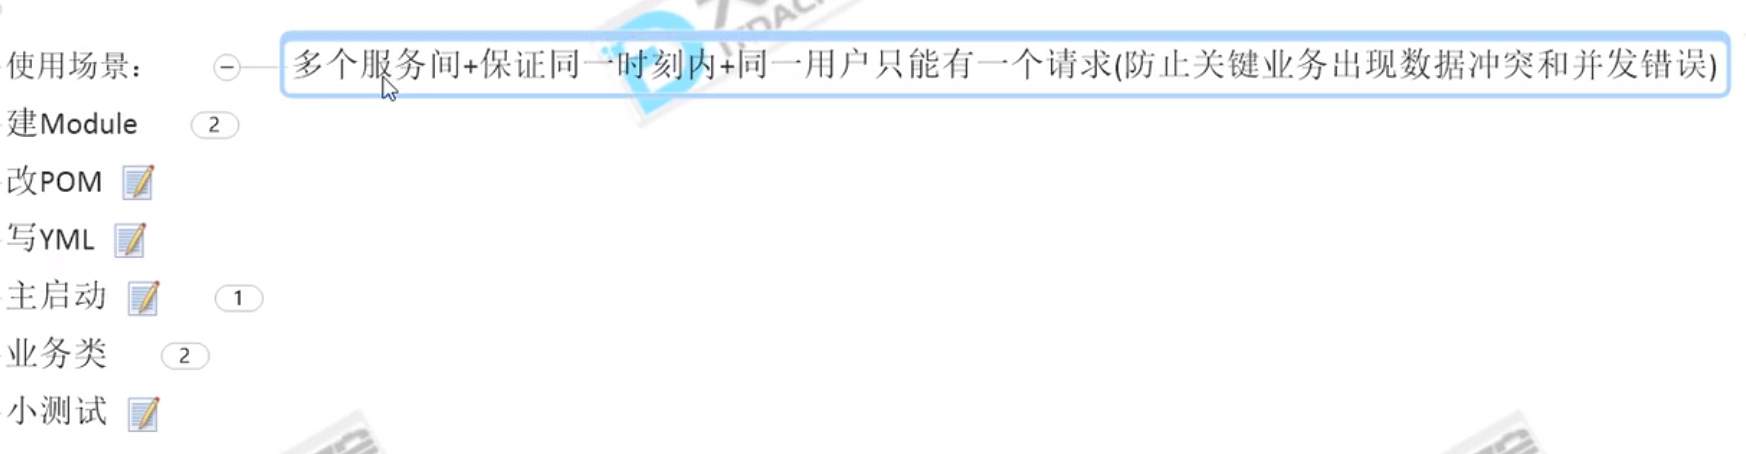 使用场景：
多个服务间+保证同一时刻内+同一用户只能有一个请求(防止关键业务出现数据冲突和并发错误)
建Module 2
改POM
写YML
主启动 1
业务类 2
小测试